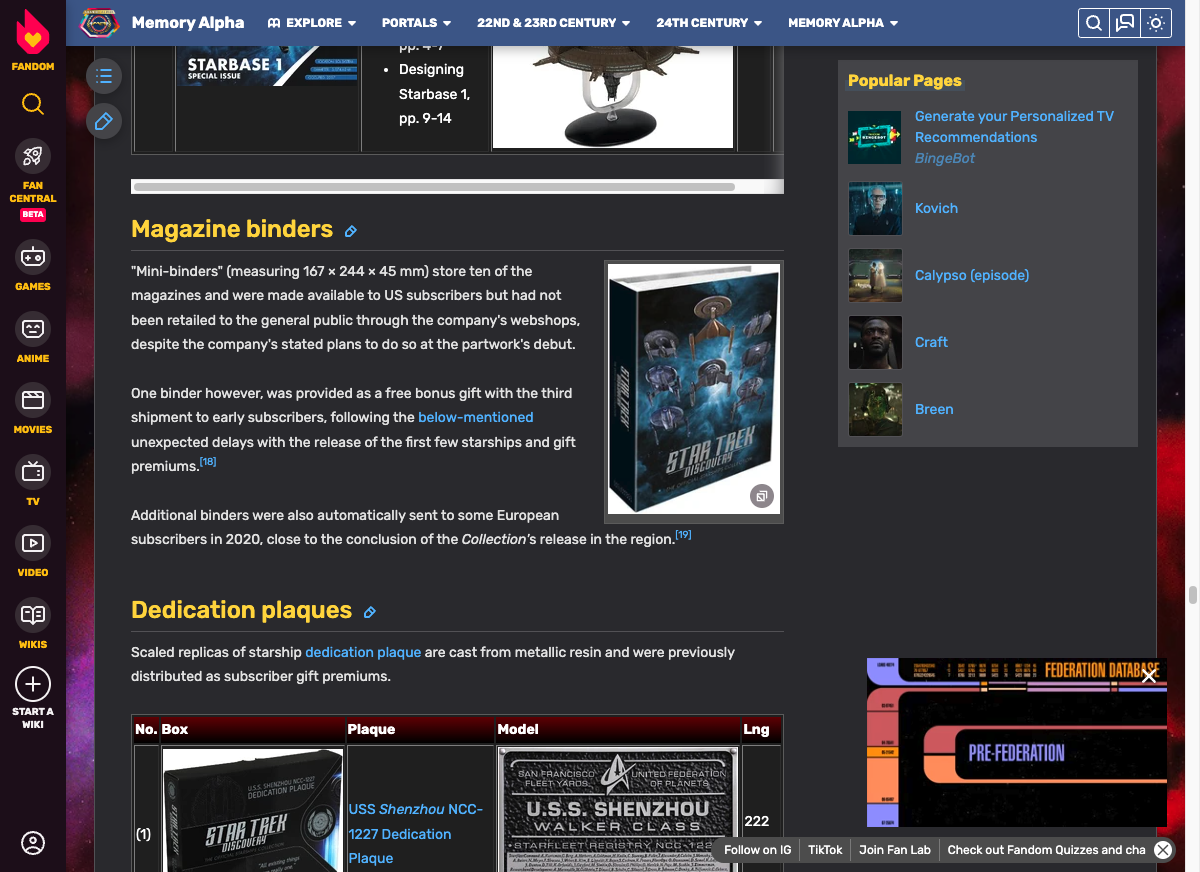 FANDOM
FAN
CENTRAL
BETA
GAMES
ANIME
MOVIES
TV
VIDEO
WIKIS
START A
WIKI
Memory Alpha
EXPLORE
PORTALS
22ND & 23RD CENTURY
24TH CENTURY
MEMORY ALPHA
STARBASE 1
SPECIAL ISSUE
pp. 4-7
• Designing
Starbase 1,
pp. 9-14
Magazine binders
"Mini-binders" (measuring 167 × 244 × 45 mm) store ten of the
magazines and were made available to US subscribers but had not
been retailed to the general public through the company's webshops,
despite the company's stated plans to do so at the partwork's debut.
One binder however, was provided as a free bonus gift with the third
shipment to early subscribers, following the below-mentioned
unexpected delays with the release of the first few starships and gift
premiums.[18]
Additional binders were also automatically sent to some European
subscribers in 2020, close to the conclusion of the Collection's release in the region.[19]
STAR TREK
STAR TREK
DISCOVERY
Dedication plaques
Scaled replicas of starship dedication plaque are cast from metallic resin and were previously
distributed as subscriber gift premiums.
No. Box Plaque Model Lng
(1)
U.S.S. SHENZHOU NCC-1227
DEDICATION PLAQUE
STAR TREK
DISCOVERY
USS Shenzhou NCC-
1227 Dedication
Plaque
SAN FRANCISCO UNITED FEDERATION
FLEET YARDS OF PLANETS
U.S.S. SHENZHOU
WALKER CLASS
STARFLEET REGISTRY NCC-122
222
Popular Pages
Generate your Personalized TV
Recommendations
BingeBot
Kovich
Calypso (episode)
Craft
Breen
FEDERATION DATABASE
PRE-FEDERATION
Follow on IG
TikTok
Join Fan Lab
Check out Fandom Quizzes and cha